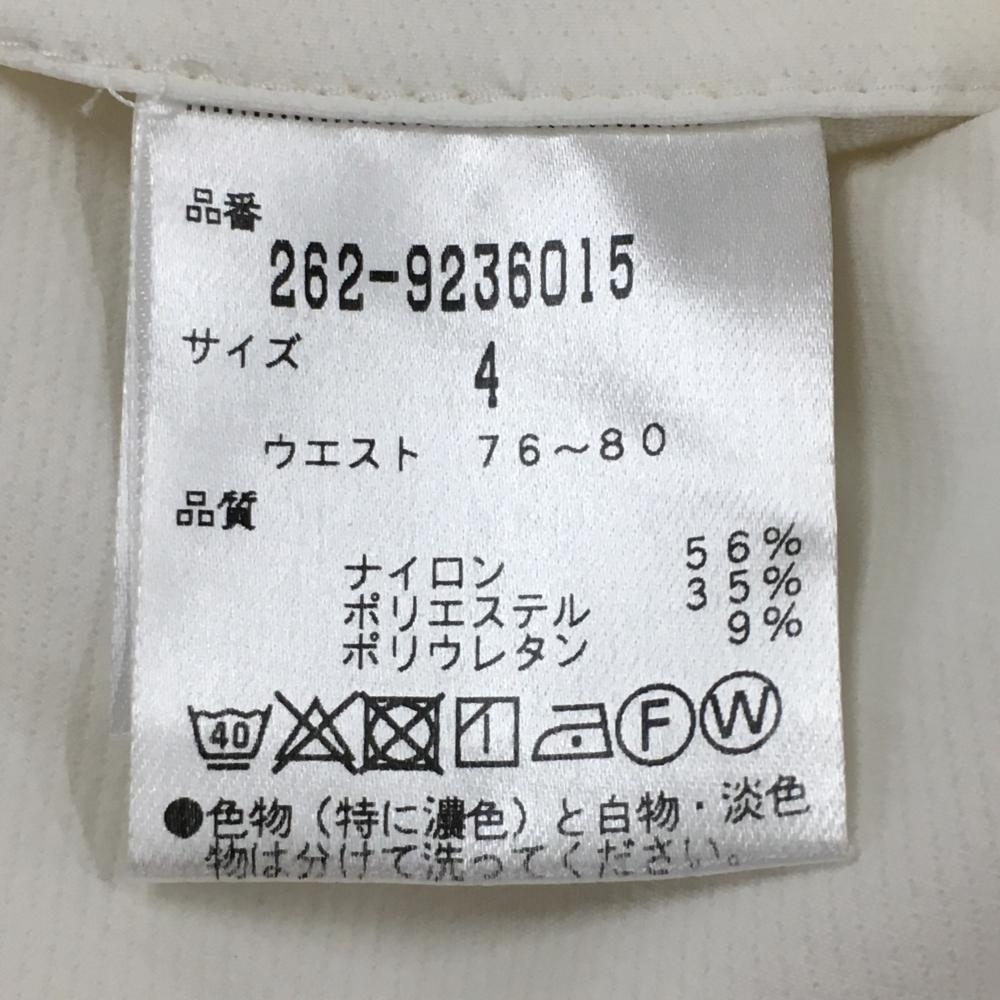 品番
262-9236015
サイズ 4
ウエスト 76～80
品質
ナイロン 56%
ポリエステル 35%
ポリウレタン 9%
40 F W
●色物（特に濃色）と白物・淡色
物は分けて洗ってください。